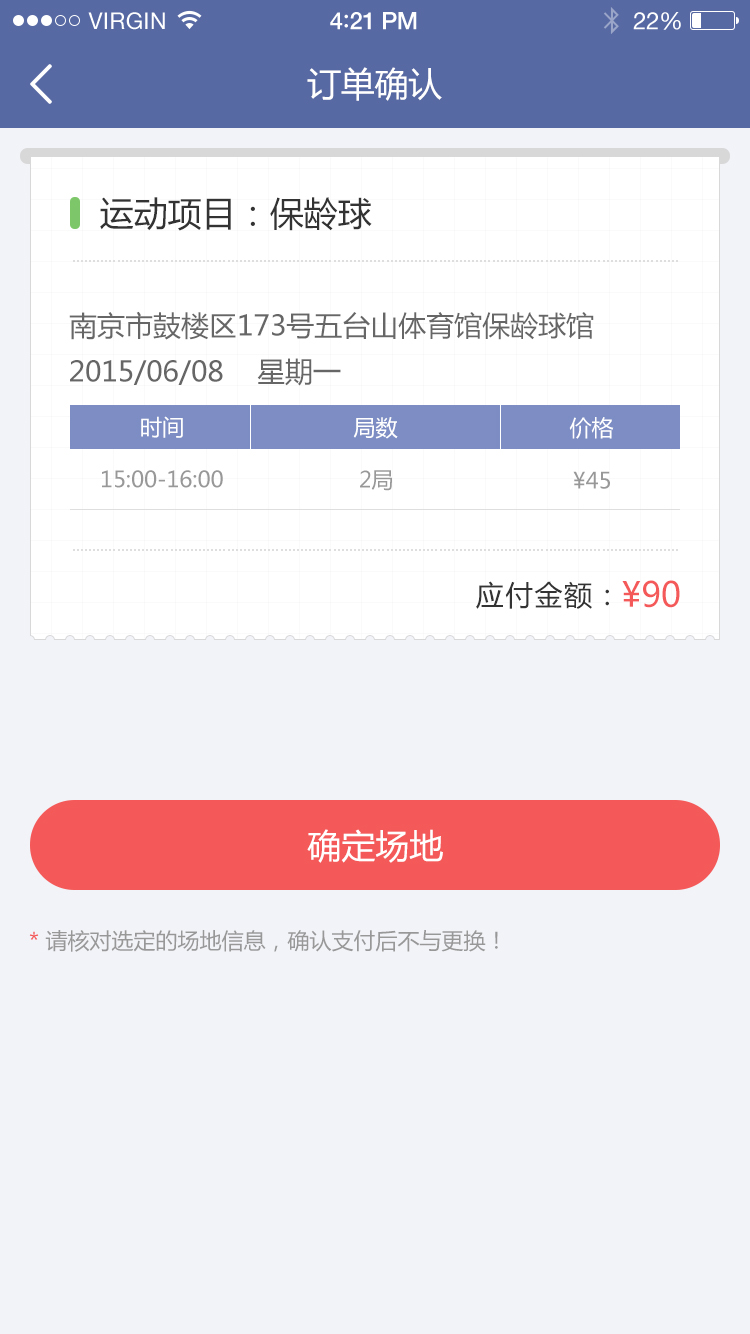 VIRGIN 4:21 PM 22%
订单确认
运动项目：保龄球
南京市鼓楼区173号五台山体育馆保龄球馆
2015/06/08 星期一
时间 局数 价格
15:00-16:00 2局 ¥45
应付金额：¥90
确定场地
* 请核对选定的场地信息，确认支付后不与更换！